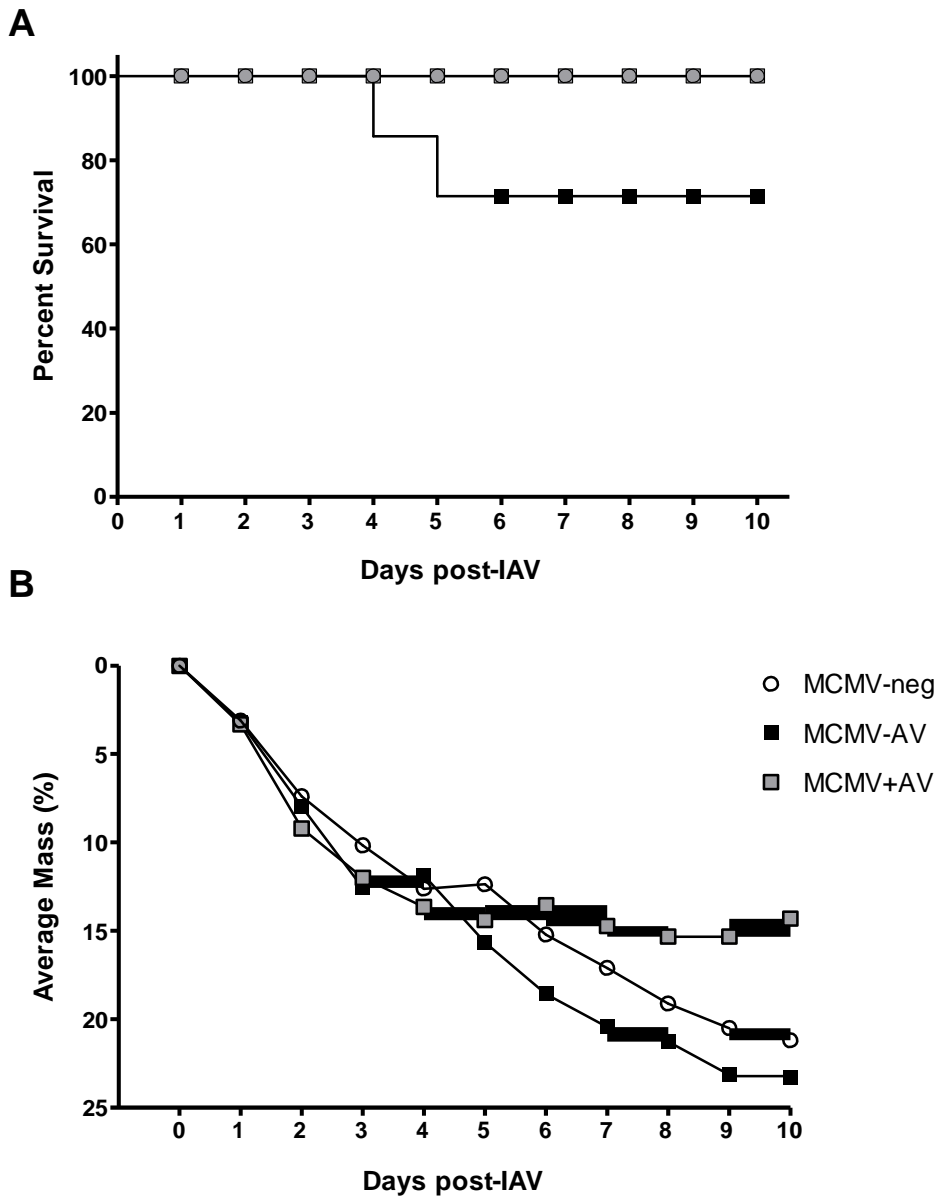 A
100
80
60
40
20
0
Percent Survival
0 1 2 3 4 5 6 7 8 9 10
Days post-IAV
B
0
5
10
15
20
25
Average Mass (%)
MCMV-neg
MCMV-AV
MCMV+AV
0 1 2 3 4 5 6 7 8 9 10
Days post-IAV